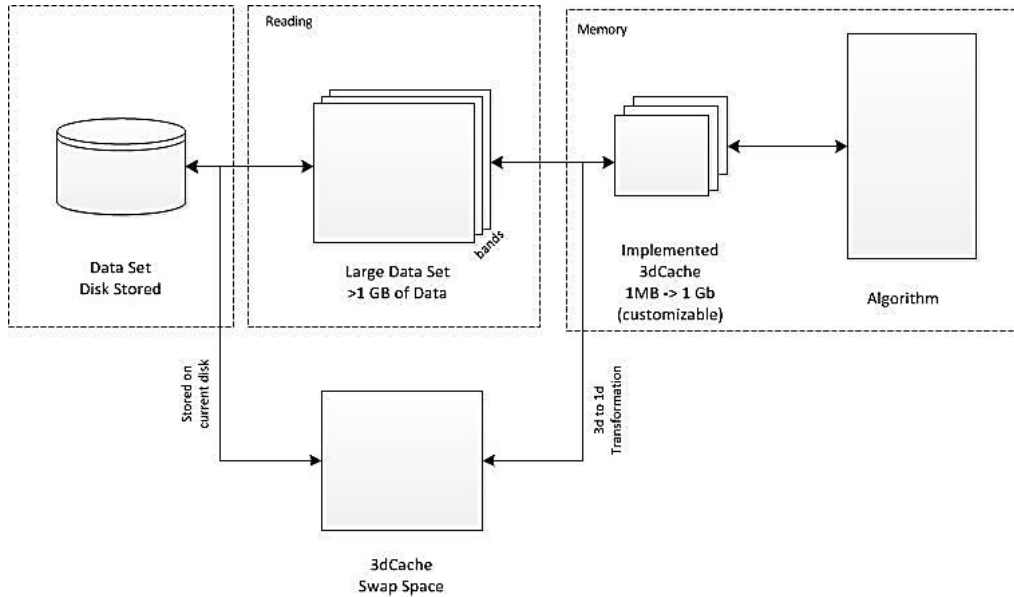 Reading
Memory
bands
Data Set
Disk Stored
Large Data Set
>1 GB of Data
Implemented
3dCache
1MB -> 1 Gb
(customizable)
Algorithm
Stored on
current disk
3d to 1d
Transformation
3dCache
Swap Space